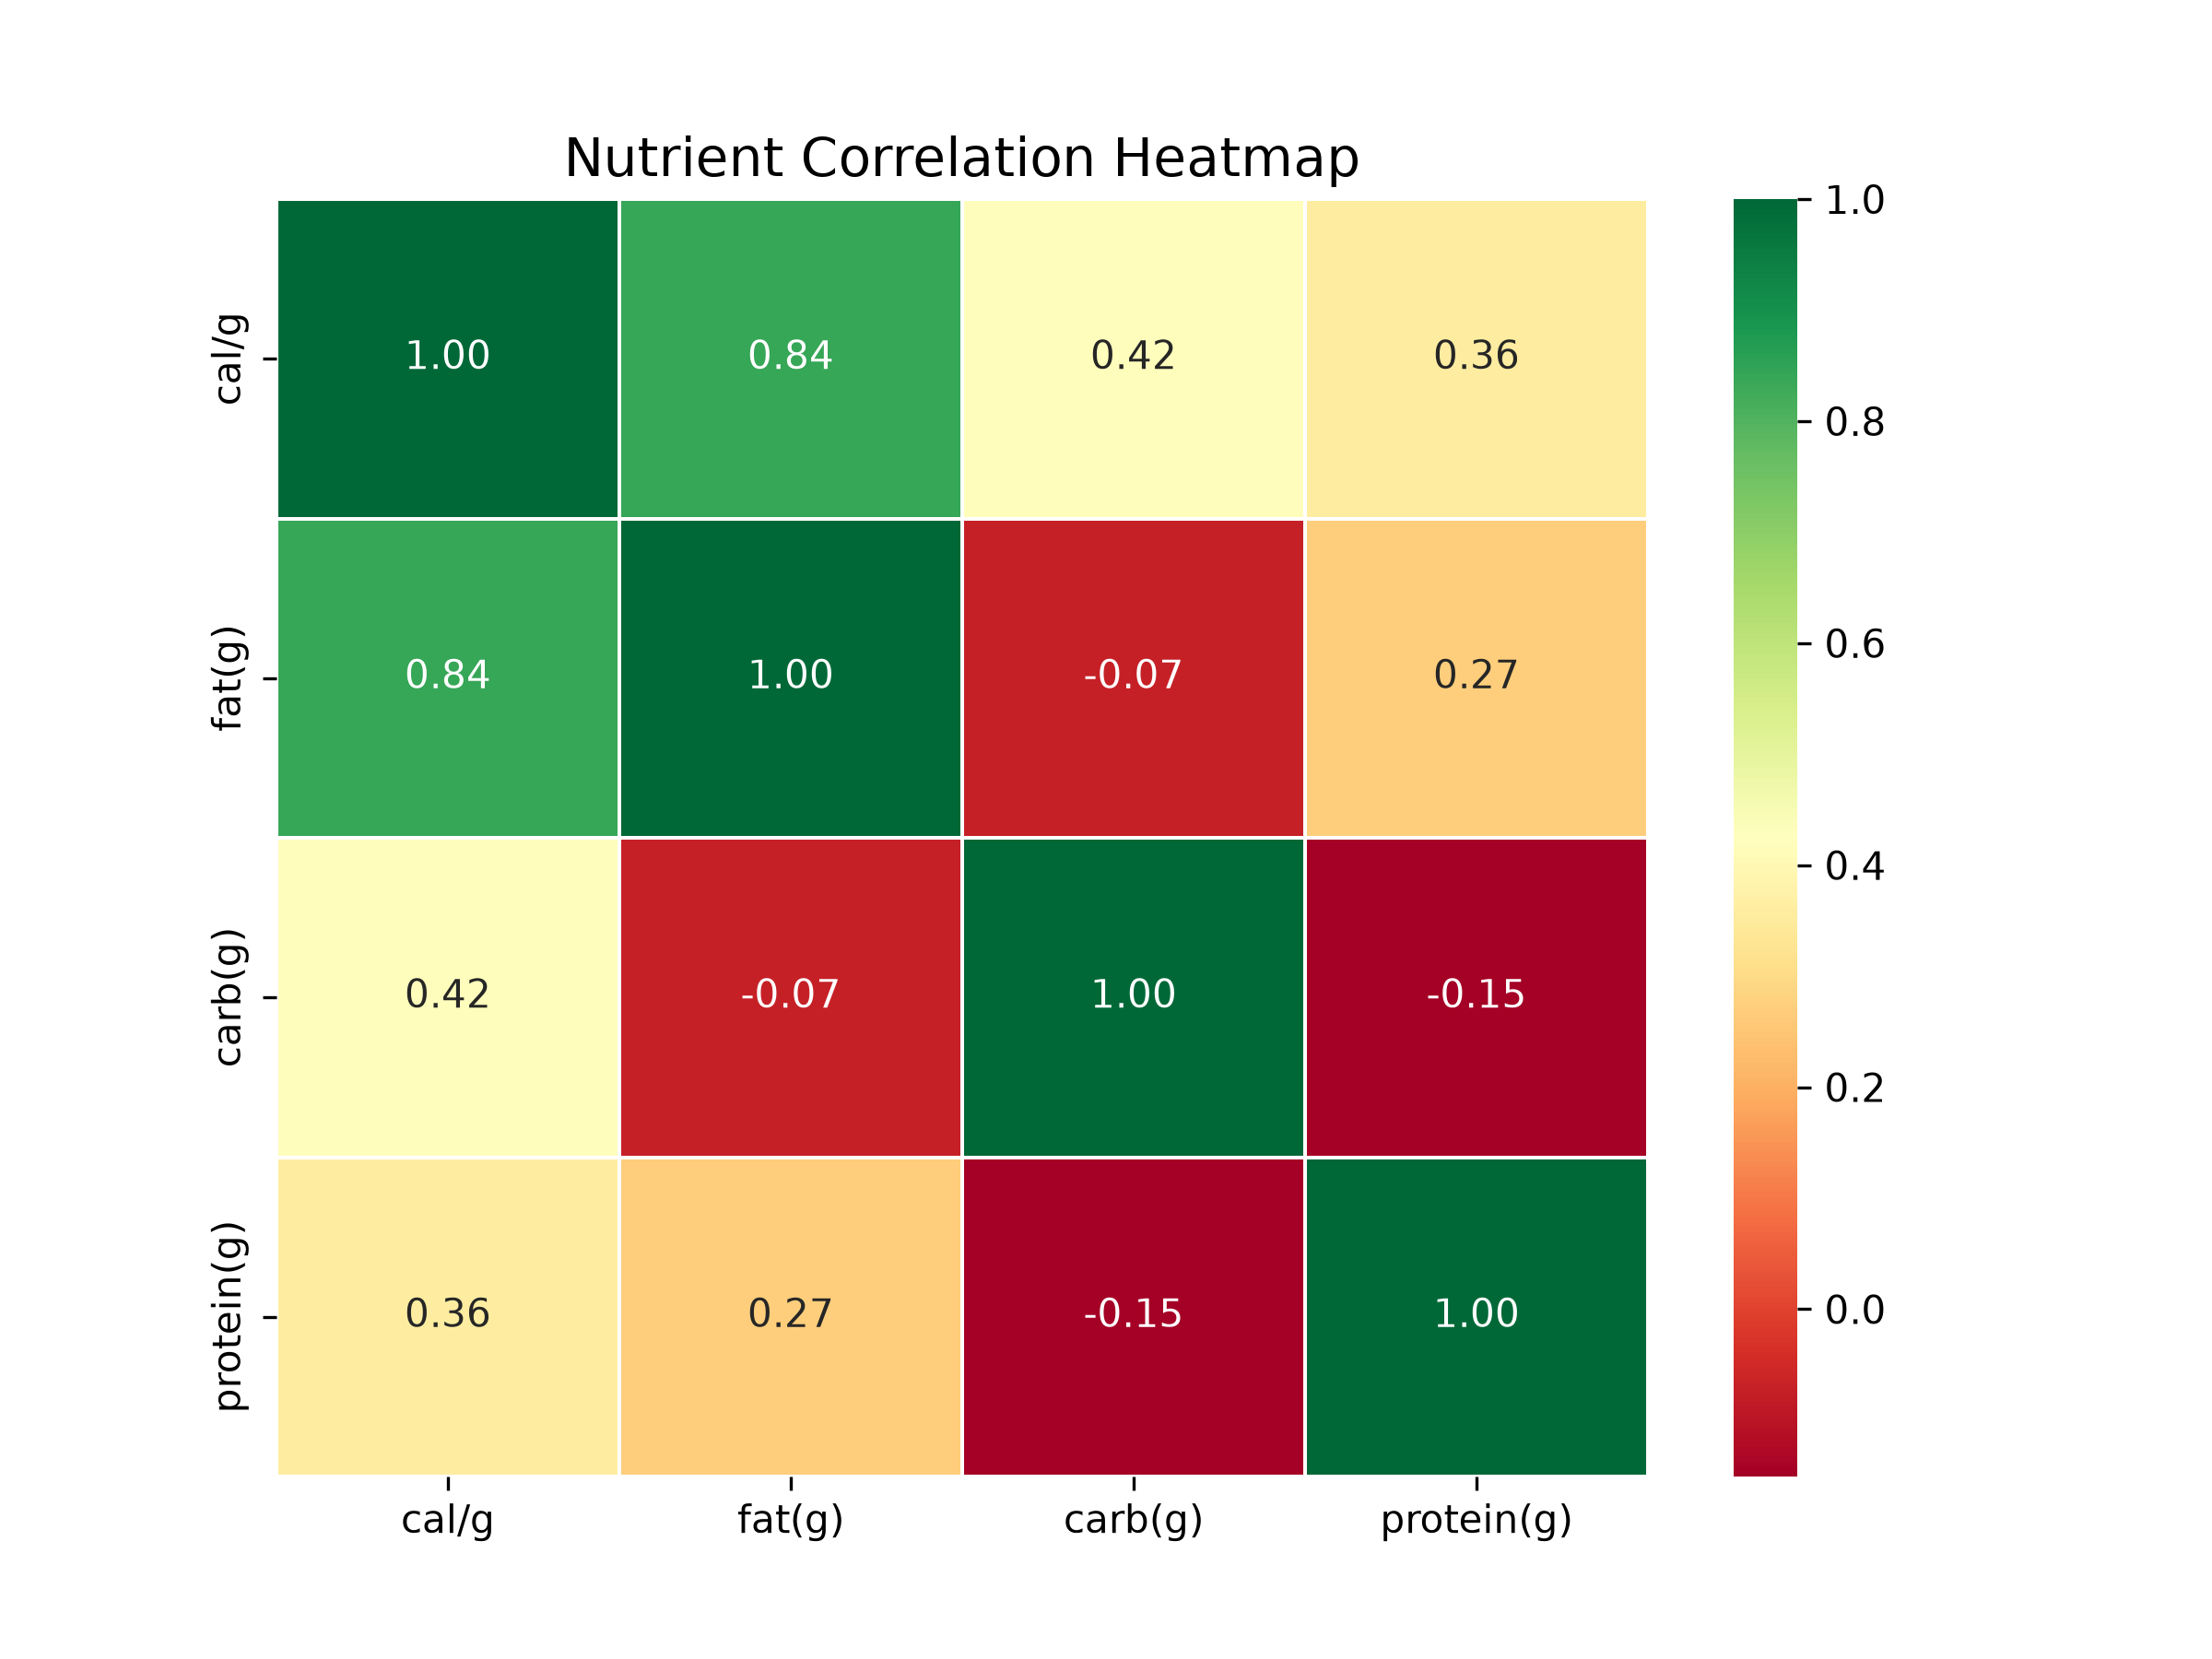 Nutrient Correlation Heatmap
cal/g
1.00 0.84 0.42 0.36
fat(g)
0.84 1.00 -0.07 0.27
carb(g)
0.42 -0.07 1.00 -0.15
protein(g)
0.36 0.27 -0.15 1.00
cal/g fat(g) carb(g) protein(g)
1.0
0.8
0.6
0.4
0.2
0.0